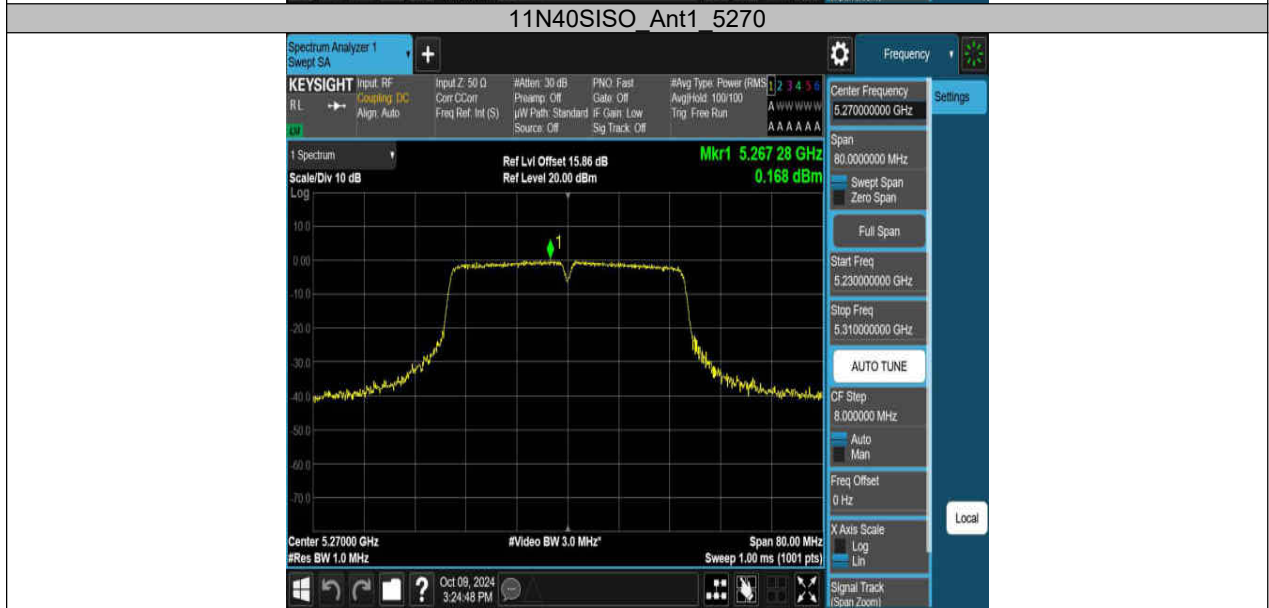 11N40SISO_Ant1_5270
Spectrum Analyzer 1
Swept SA
+
Frequency
KEYSIGHT
RL
LM
Input: RF
Coupling: DC
Align: Auto
Input Z: 50 Ω
Corr CCorr
Freq Ref: Int (S)
#Atten: 30 dB
Preamp: Off
µW Path: Standard
Source: Off
PNO: Fast
Gate: Off
IF Gain: Low
Sig Track: Off
#Avg Type: Power (RMS
Avg|Hold: 100/100
Trig: Free Run
1 2 3 4 5 6
A W W W W W
A A A A A A
1 Spectrum
Scale/Div 10 dB
Log
Ref Lvl Offset 15.86 dB
Ref Level 20.00 dBm
Mkr1 5.267 28 GHz
0.168 dBm
10.0
0.00
-10.0
-20.0
-30.0
-40.0
-50.0
-60.0
-70.0
1
Center 5.27000 GHz
#Res BW 1.0 MHz
#Video BW 3.0 MHz*
Span 80.00 MHz
Sweep 1.00 ms (1001 pts)
Center Frequency
5.270000000 GHz
Settings
Span
80.0000000 MHz
Swept Span
Zero Span
Full Span
Start Freq
5.230000000 GHz
Stop Freq
5.310000000 GHz
AUTO TUNE
CF Step
8.000000 MHz
Auto
Man
Freq Offset
0 Hz
X Axis Scale
Log
Lin
Local
Signal Track
(Span Zoom)
?
Oct 09, 2024
3:24:48 PM